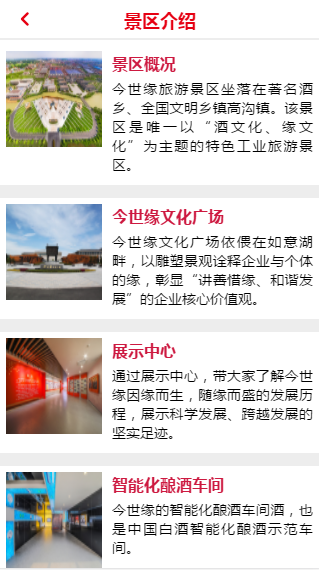 景区介绍
景区概况
今世缘旅游景区坐落在著名酒
乡、全国文明乡镇高沟镇。该景
区是唯一以“酒文化、缘文
化”为主题的特色工业旅游景
区。
今世缘文化广场
今世缘文化广场依偎在如意湖
畔，以雕塑景观诠释企业与个体
的缘，彰显“讲善惜缘、和谐发
展”的企业核心价值观。
展示中心
通过展示中心，带大家了解今世
缘因缘而生，随缘而盛的发展历
程，展示科学发展、跨越发展的
坚实足迹。
智能化酿酒车间
今世缘的智能化酿酒车间酒，也
是中国白酒智能化酿酒示范车
间。